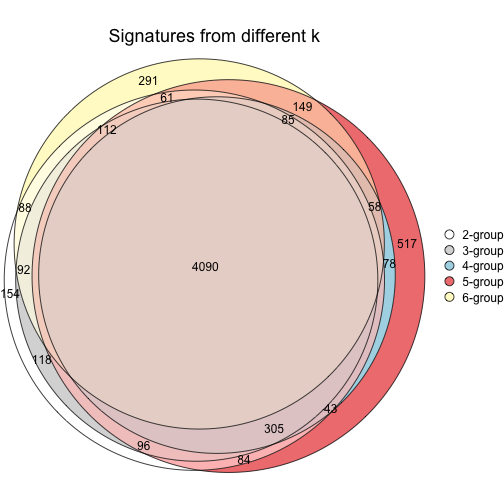 Signatures from different k
291
61
149
85
112
88
58
517
78
92
4090
154
118
43
305
96
84
2-group
3-group
4-group
5-group
6-group